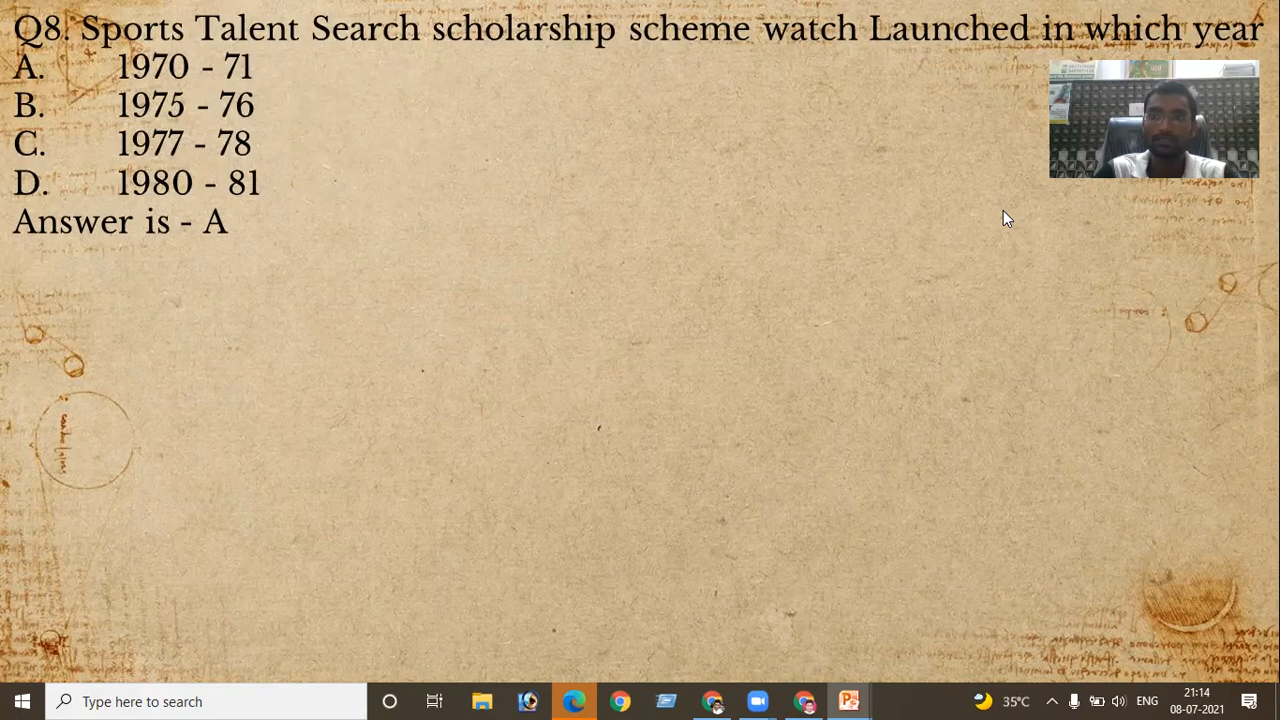 Q8. Sports Talent Search scholarship scheme watch Launched in which year
A. 1970 - 71
B. 1975 - 76
C. 1977 - 78
D. 1980 - 81
Answer is - A
Type here to search
35°C
ENG
21:14
08-07-2021